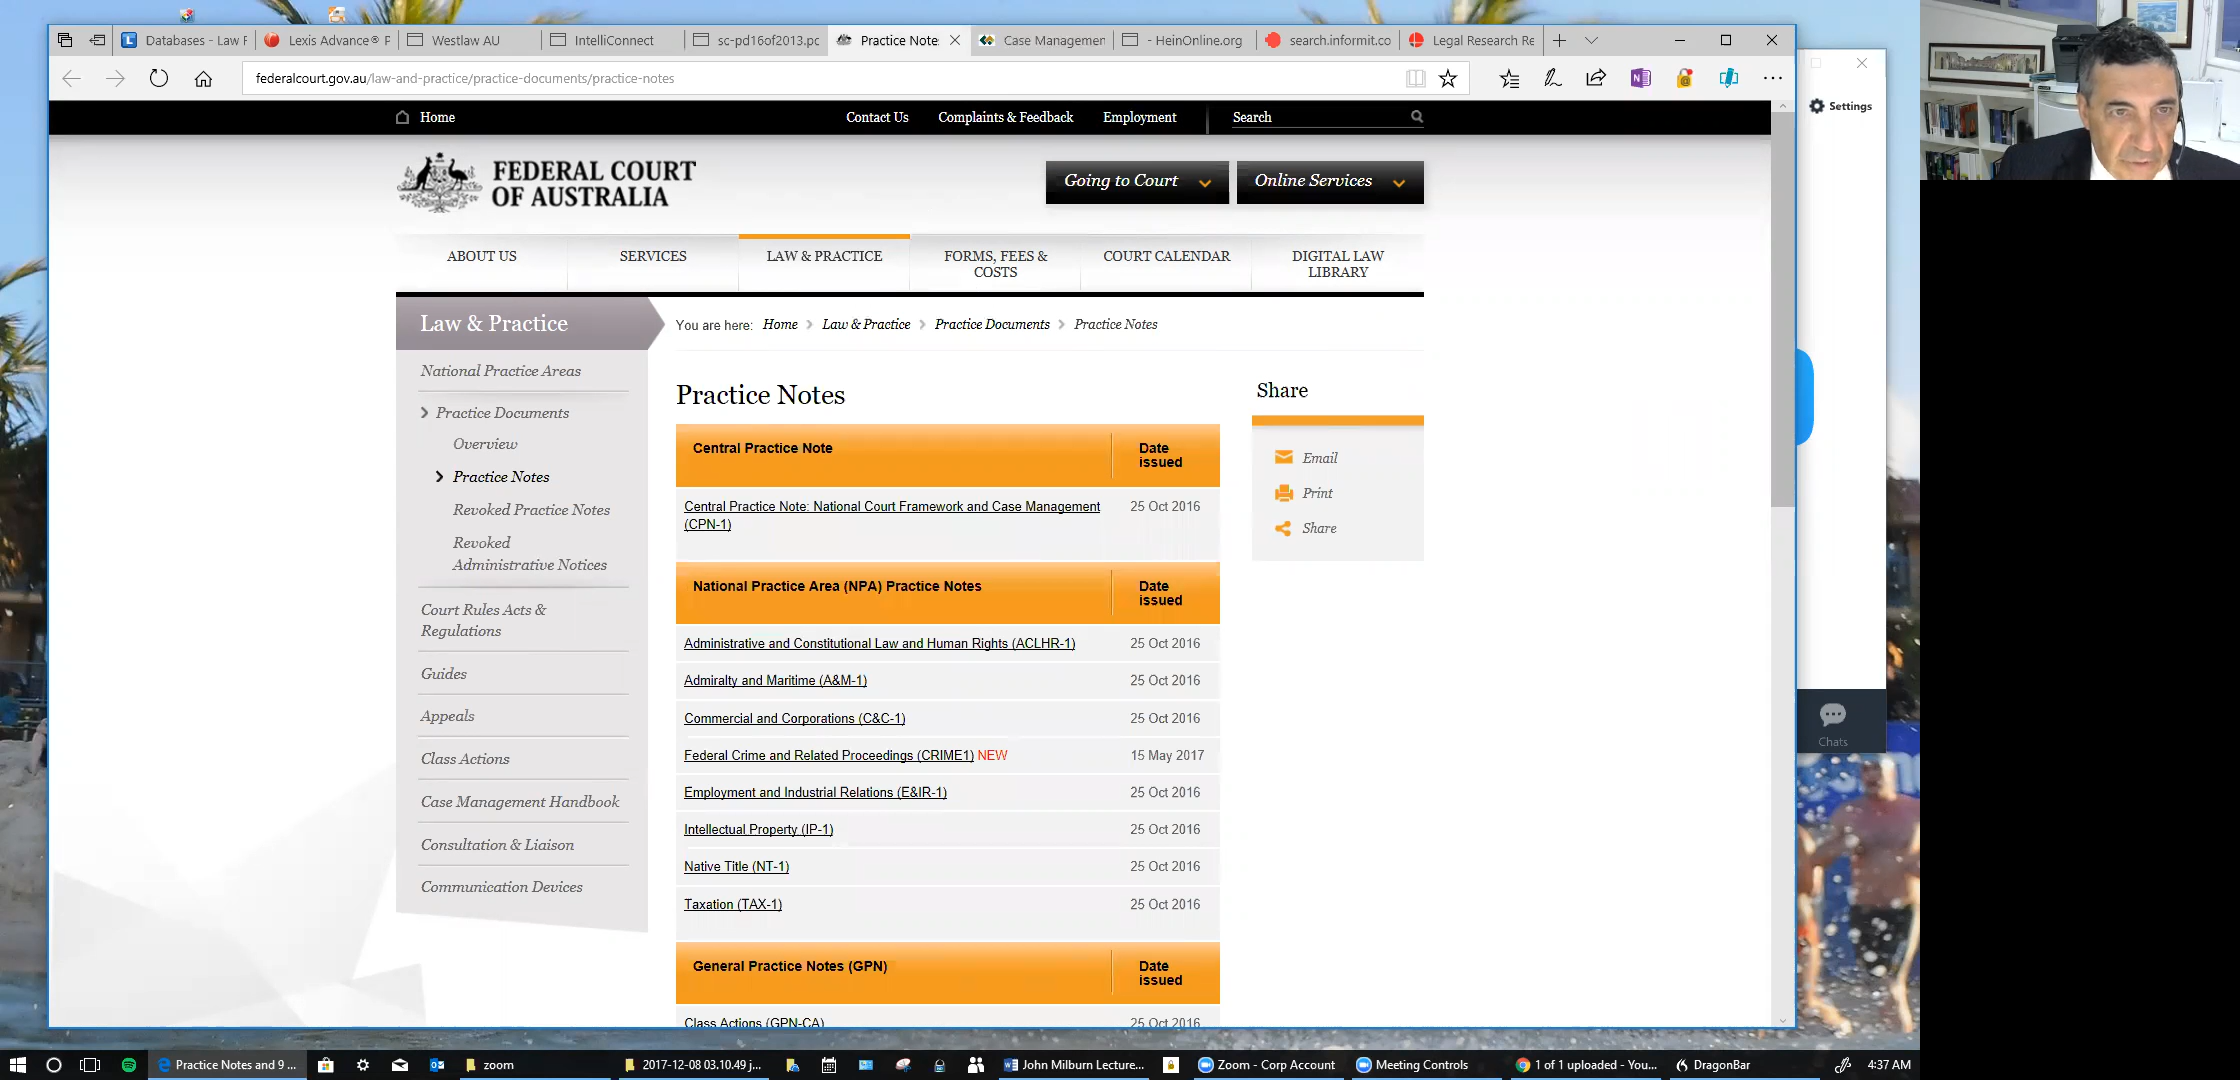 Databases - Law F
Lexis Advance® F
Westlaw AU
IntelliConnect
sc-pd16of2013.pc
Practice Note
Case Managemen
- HeinOnline.org
search.informit.co
Legal Research Re
federalcourt.gov.au/law-and-practice/practice-documents/practice-notes
Settings
Home
Contact Us
Complaints & Feedback
Employment
Search
FEDERAL COURT
OF AUSTRALIA
Going to Court
Online Services
ABOUT US
SERVICES
LAW & PRACTICE
FORMS, FEES &
COSTS
COURT CALENDAR
DIGITAL LAW
LIBRARY
Law & Practice
You are here: Home Law & Practice Practice Documents Practice Notes
National Practice Areas
Practice Documents
Overview
Practice Notes
Revoked Practice Notes
Revoked
Administrative Notices
Court Rules Acts &
Regulations
Guides
Appeals
Class Actions
Case Management Handbook
Consultation & Liaison
Communication Devices
Practice Notes
Central Practice Note
Date
issued
Central Practice Note: National Court Framework and Case Management
(CPN-1)
25 Oct 2016
National Practice Area (NPA) Practice Notes
Date
issued
Administrative and Constitutional Law and Human Rights (ACLHR-1) 25 Oct 2016
Admiralty and Maritime (A&M-1) 25 Oct 2016
Commercial and Corporations (C&C-1) 25 Oct 2016
Federal Crime and Related Proceedings (CRIME1) NEW 15 May 2017
Employment and Industrial Relations (E&IR-1) 25 Oct 2016
Intellectual Property (IP-1) 25 Oct 2016
Native Title (NT-1) 25 Oct 2016
Taxation (TAX-1) 25 Oct 2016
General Practice Notes (GPN)
Date
issued
Class Actions (GPN-CA) 25 Oct 2016
Share
Email
Print
Share
Chats
Practice Notes and 9 ...
zoom
2017-12-08 03.10.49 j...
John Milburn Lecture...
Zoom - Corp Account
Meeting Controls
1 of 1 uploaded - You...
DragonBar
4:37 AM